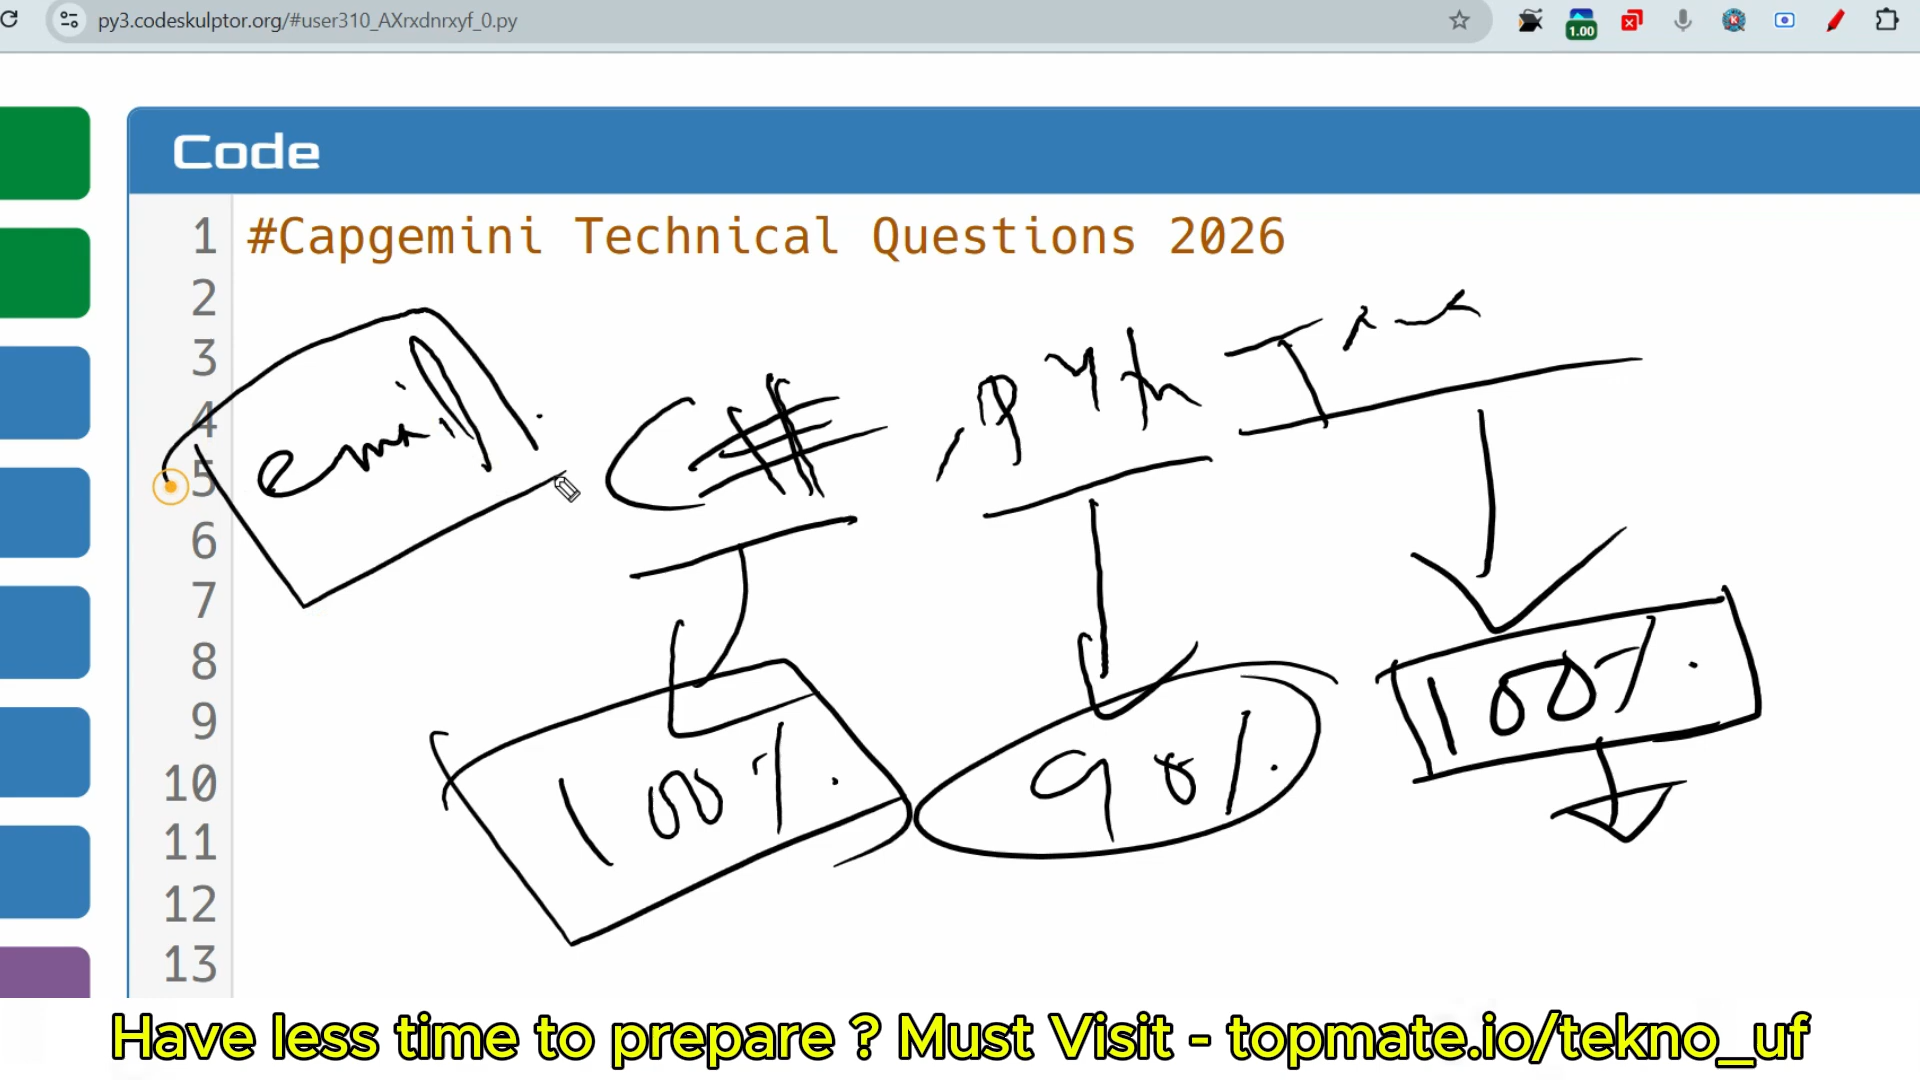 py3.codeskulptor.org/#user310_AXrxdnrxyf_0.py
1.00
Code
1 #Capgemini Technical Questions 2026
2
3
4
5
6
7
8
9
10
11
12
13
email
C#
, Pyth
100%.
90%.
100%.
Have less time to prepare ? Must Visit - topmate.io/tekno_uf